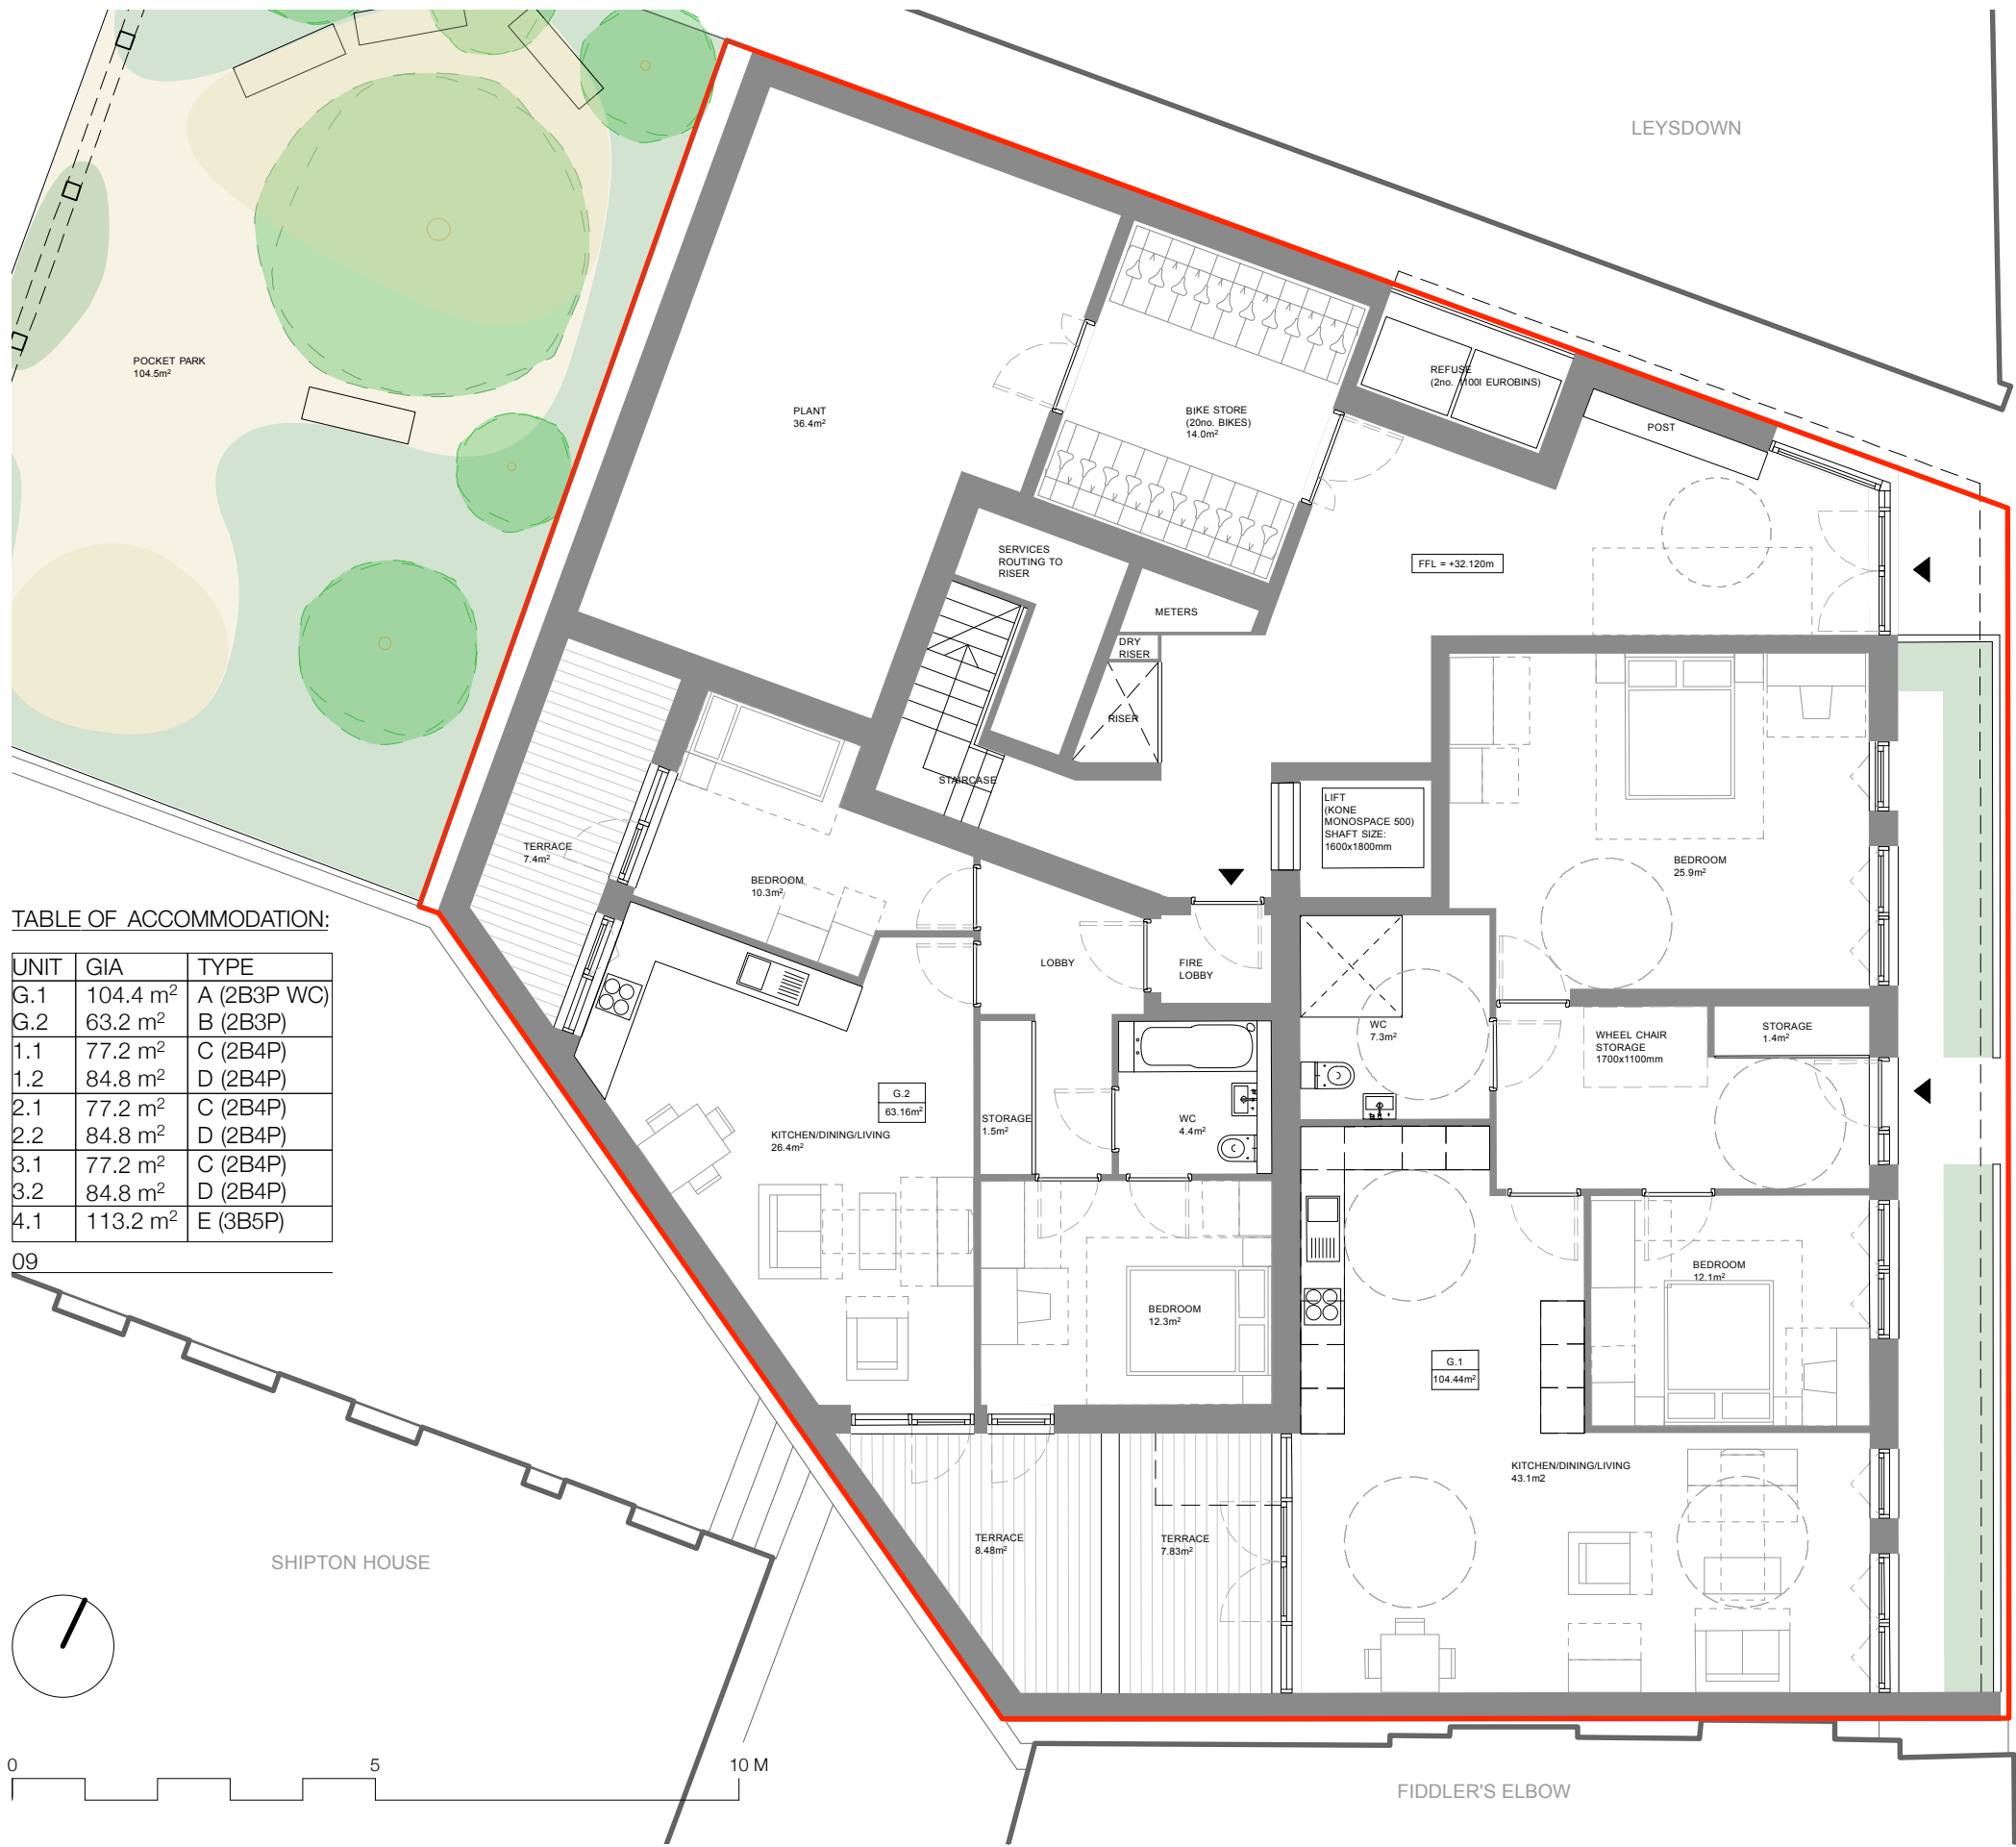 LEYSDOWN
POCKET PARK
104.5m²
PLANT
36.4m²
BIKE STORE
(20no. BIKES)
14.0m²
REFUSE
(2no. 1100l EUROBINS)
POST
SERVICES
ROUTING TO
RISER
FFL = +32.120m
METERS
DRY
RISER
RISER
STAIRCASE
LIFT
(KONE
MONOSPACE 500)
SHAFT SIZE:
1600x1800mm
TERRACE
7.4m²
BEDROOM
10.3m²
BEDROOM
25.9m²
TABLE OF ACCOMMODATION:
UNIT GIA TYPE
G.1 104.4 m² A (2B3P WC)
G.2 63.2 m² B (2B3P)
1.1 77.2 m² C (2B4P)
1.2 84.8 m² D (2B4P)
2.1 77.2 m² C (2B4P)
2.2 84.8 m² D (2B4P)
3.1 77.2 m² C (2B4P)
3.2 84.8 m² D (2B4P)
4.1 113.2 m² E (3B5P)
09
LOBBY
FIRE
LOBBY
WC
7.3m²
WHEEL CHAIR
STORAGE
1700x1100mm
STORAGE
1.4m²
G.2
63.16m²
STORAGE
1.5m²
WC
4.4m²
KITCHEN/DINING/LIVING
26.4m²
BEDROOM
12.3m²
BEDROOM
12.1m²
G.1
104.44m²
KITCHEN/DINING/LIVING
43.1m2
TERRACE
8.48m²
TERRACE
7.83m²
SHIPTON HOUSE
0 5 10 M
FIDDLER'S ELBOW